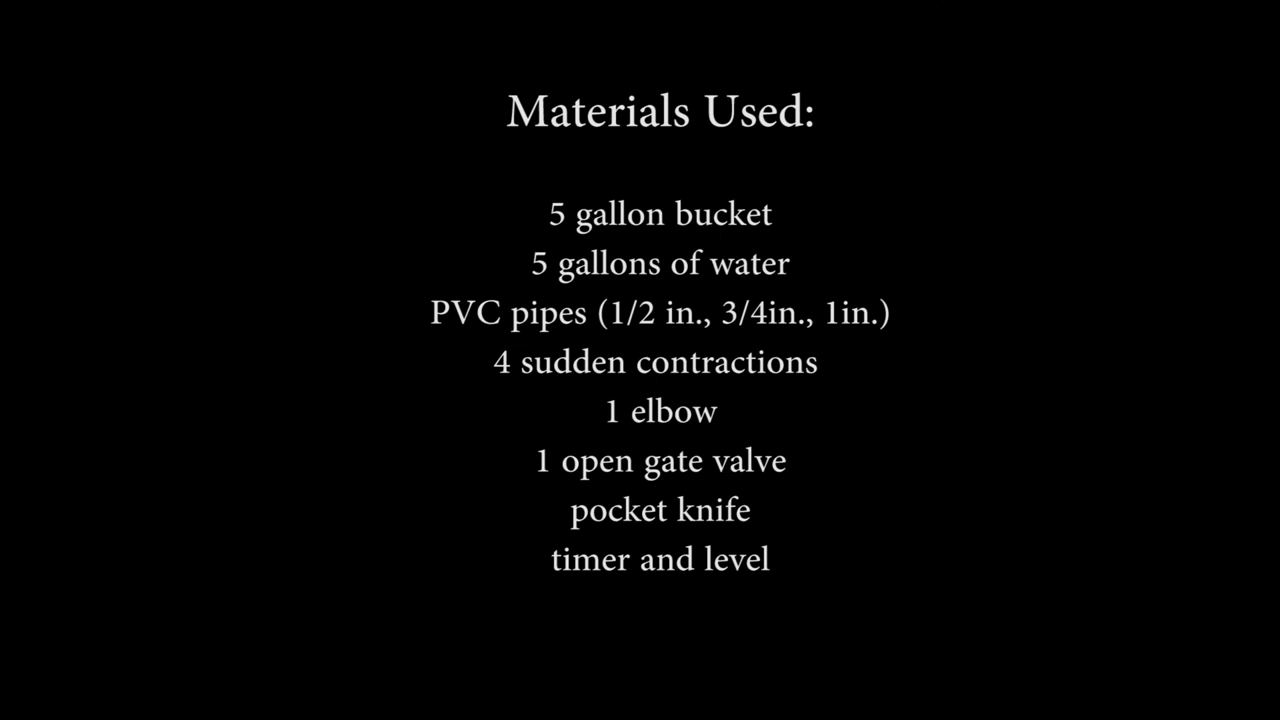 Materials Used:
5 gallon bucket
5 gallons of water
PVC pipes (1/2 in., 3/4in., 1in.)
4 sudden contractions
1 elbow
1 open gate valve
pocket knife
timer and level